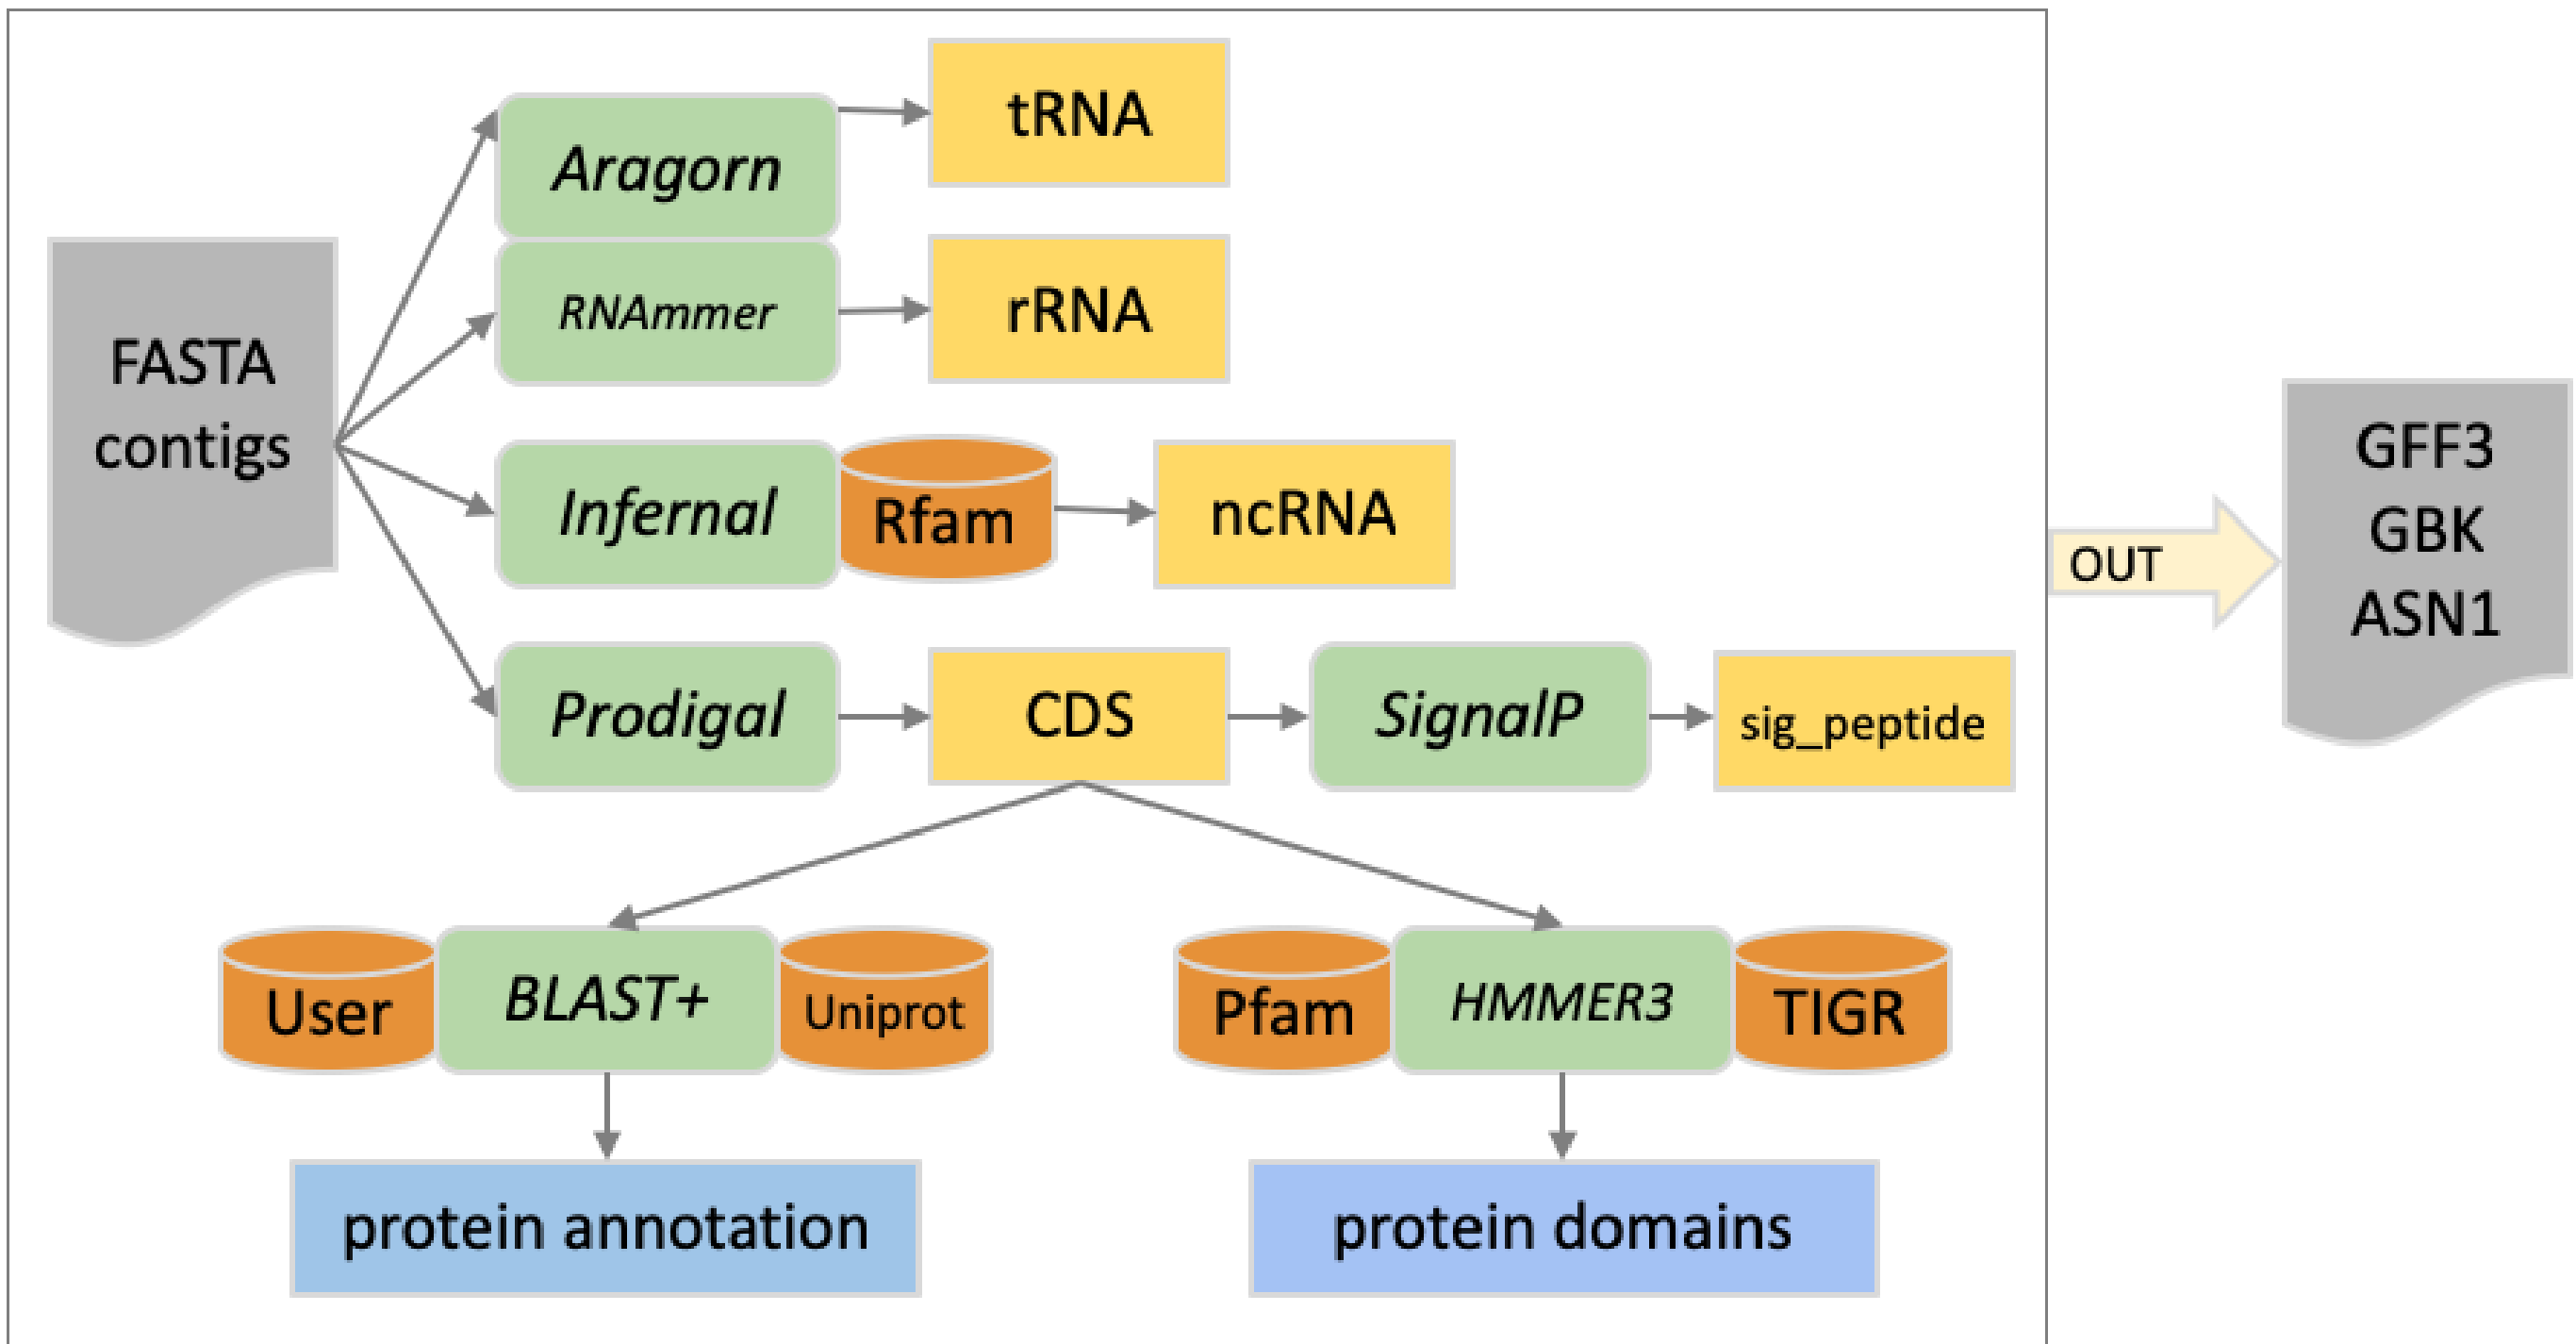 FASTA
contigs
Aragorn
tRNA
RNAmmer
rRNA
Infernal
Rfam
ncRNA
Prodigal
CDS
SignalP
sig_peptide
User
BLAST+
Uniprot
Pfam
HMMER3
TIGR
protein annotation
protein domains
OUT
GFF3
GBK
ASN1